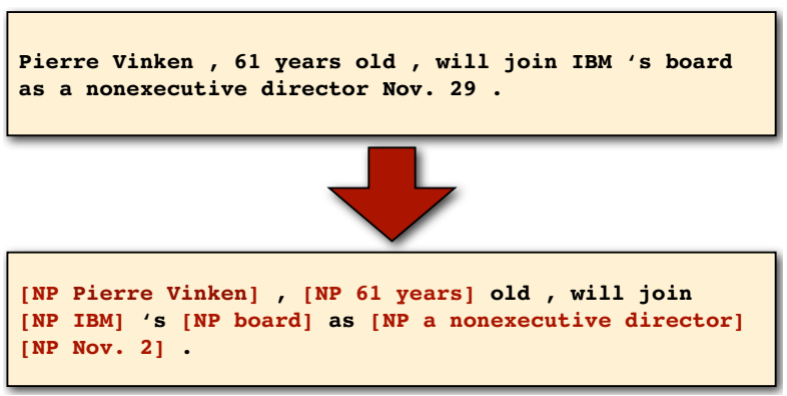 Pierre Vinken , 61 years old , will join IBM ‘s board
as a nonexecutive director Nov. 29 .
[NP Pierre Vinken] , [NP 61 years] old , will join
[NP IBM] ‘s [NP board] as [NP a nonexecutive director]
[NP Nov. 2] .